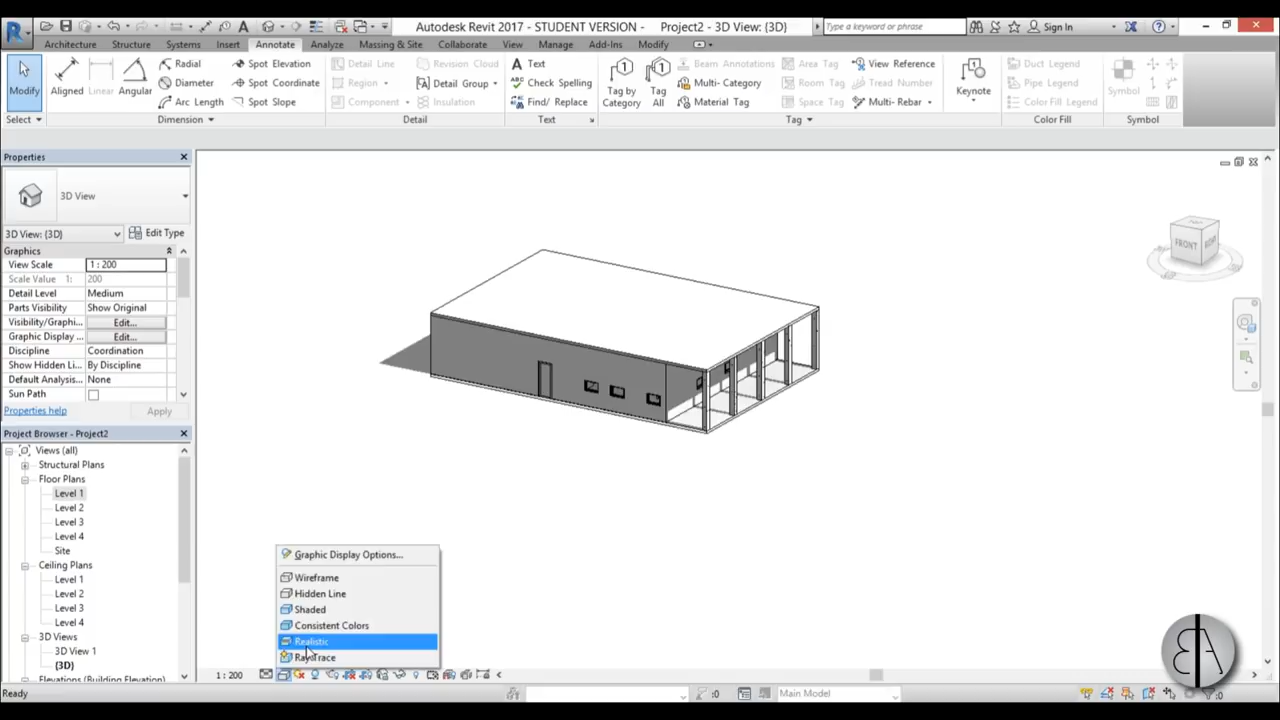 Autodesk Revit 2017 - STUDENT VERSION - Project2 - 3D View: {3D}
Type a keyword or phrase
Sign In
Architecture Structure Systems Insert Annotate Analyze Massing & Site Collaborate View Manage Add-Ins Modify
Modify
Select
Aligned
Linear
Angular
Radial
Diameter
Arc Length
Spot Elevation
Spot Coordinate
Spot Slope
Dimension
Detail Line
Region
Component
Revision Cloud
Detail Group
Insulation
Detail
Text
Check Spelling
Find/ Replace
Text
Tag by
Category
Tag
All
Beam Annotations
Multi- Category
Material Tag
Area Tag
Room Tag
Space Tag
View Reference
Tread Number
Multi- Rebar
Tag
Keynote
Duct Legend
Pipe Legend
Color Fill Legend
Color Fill
Symbol
Symbol
Properties
3D View
3D View: {3D}
Edit Type
Graphics
View Scale 1 : 200
Scale Value 1: 200
Detail Level Medium
Parts Visibility Show Original
Visibility/Graphi... Edit...
Graphic Display ... Edit...
Discipline Coordination
Show Hidden Li... By Discipline
Default Analysis... None
Sun Path
Properties help
Apply
Project Browser - Project2
Views (all)
Structural Plans
Floor Plans
Level 1
Level 2
Level 3
Level 4
Site
Ceiling Plans
Level 1
Level 2
Level 3
Level 4
3D Views
3D View 1
{3D}
Elevations (Building Elevation)
TOP
FRONT
Graphic Display Options...
Wireframe
Hidden Line
Shaded
Consistent Colors
Realistic
Ray Trace
1 : 200
Ready
:0
Main Model
:0
BA